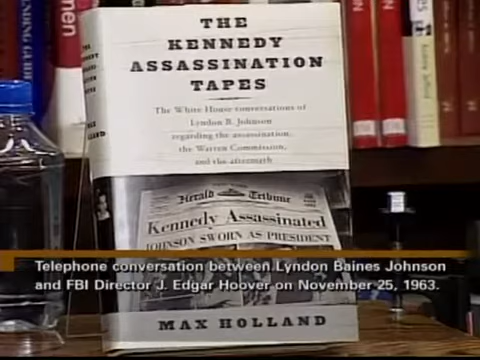 THE
KENNEDY
ASSASSINATION
TAPES
The White House conversations of
Lyndon B. Johnson
regarding the assassination,
the Warren Commission,
and the aftermath
Herald Tribune
Kennedy Assassinated
JOHNSON SWORN AS PRESIDENT
Telephone conversation between Lyndon Baines Johnson
and FBI Director J. Edgar Hoover on November 25, 1963.
MAX HOLLAND